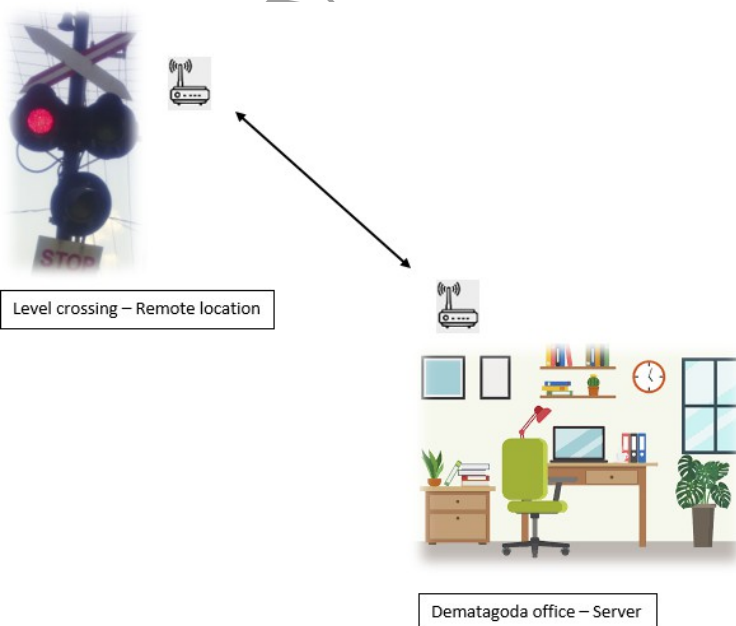 STOP
Level crossing – Remote location
Dematagoda office – Server